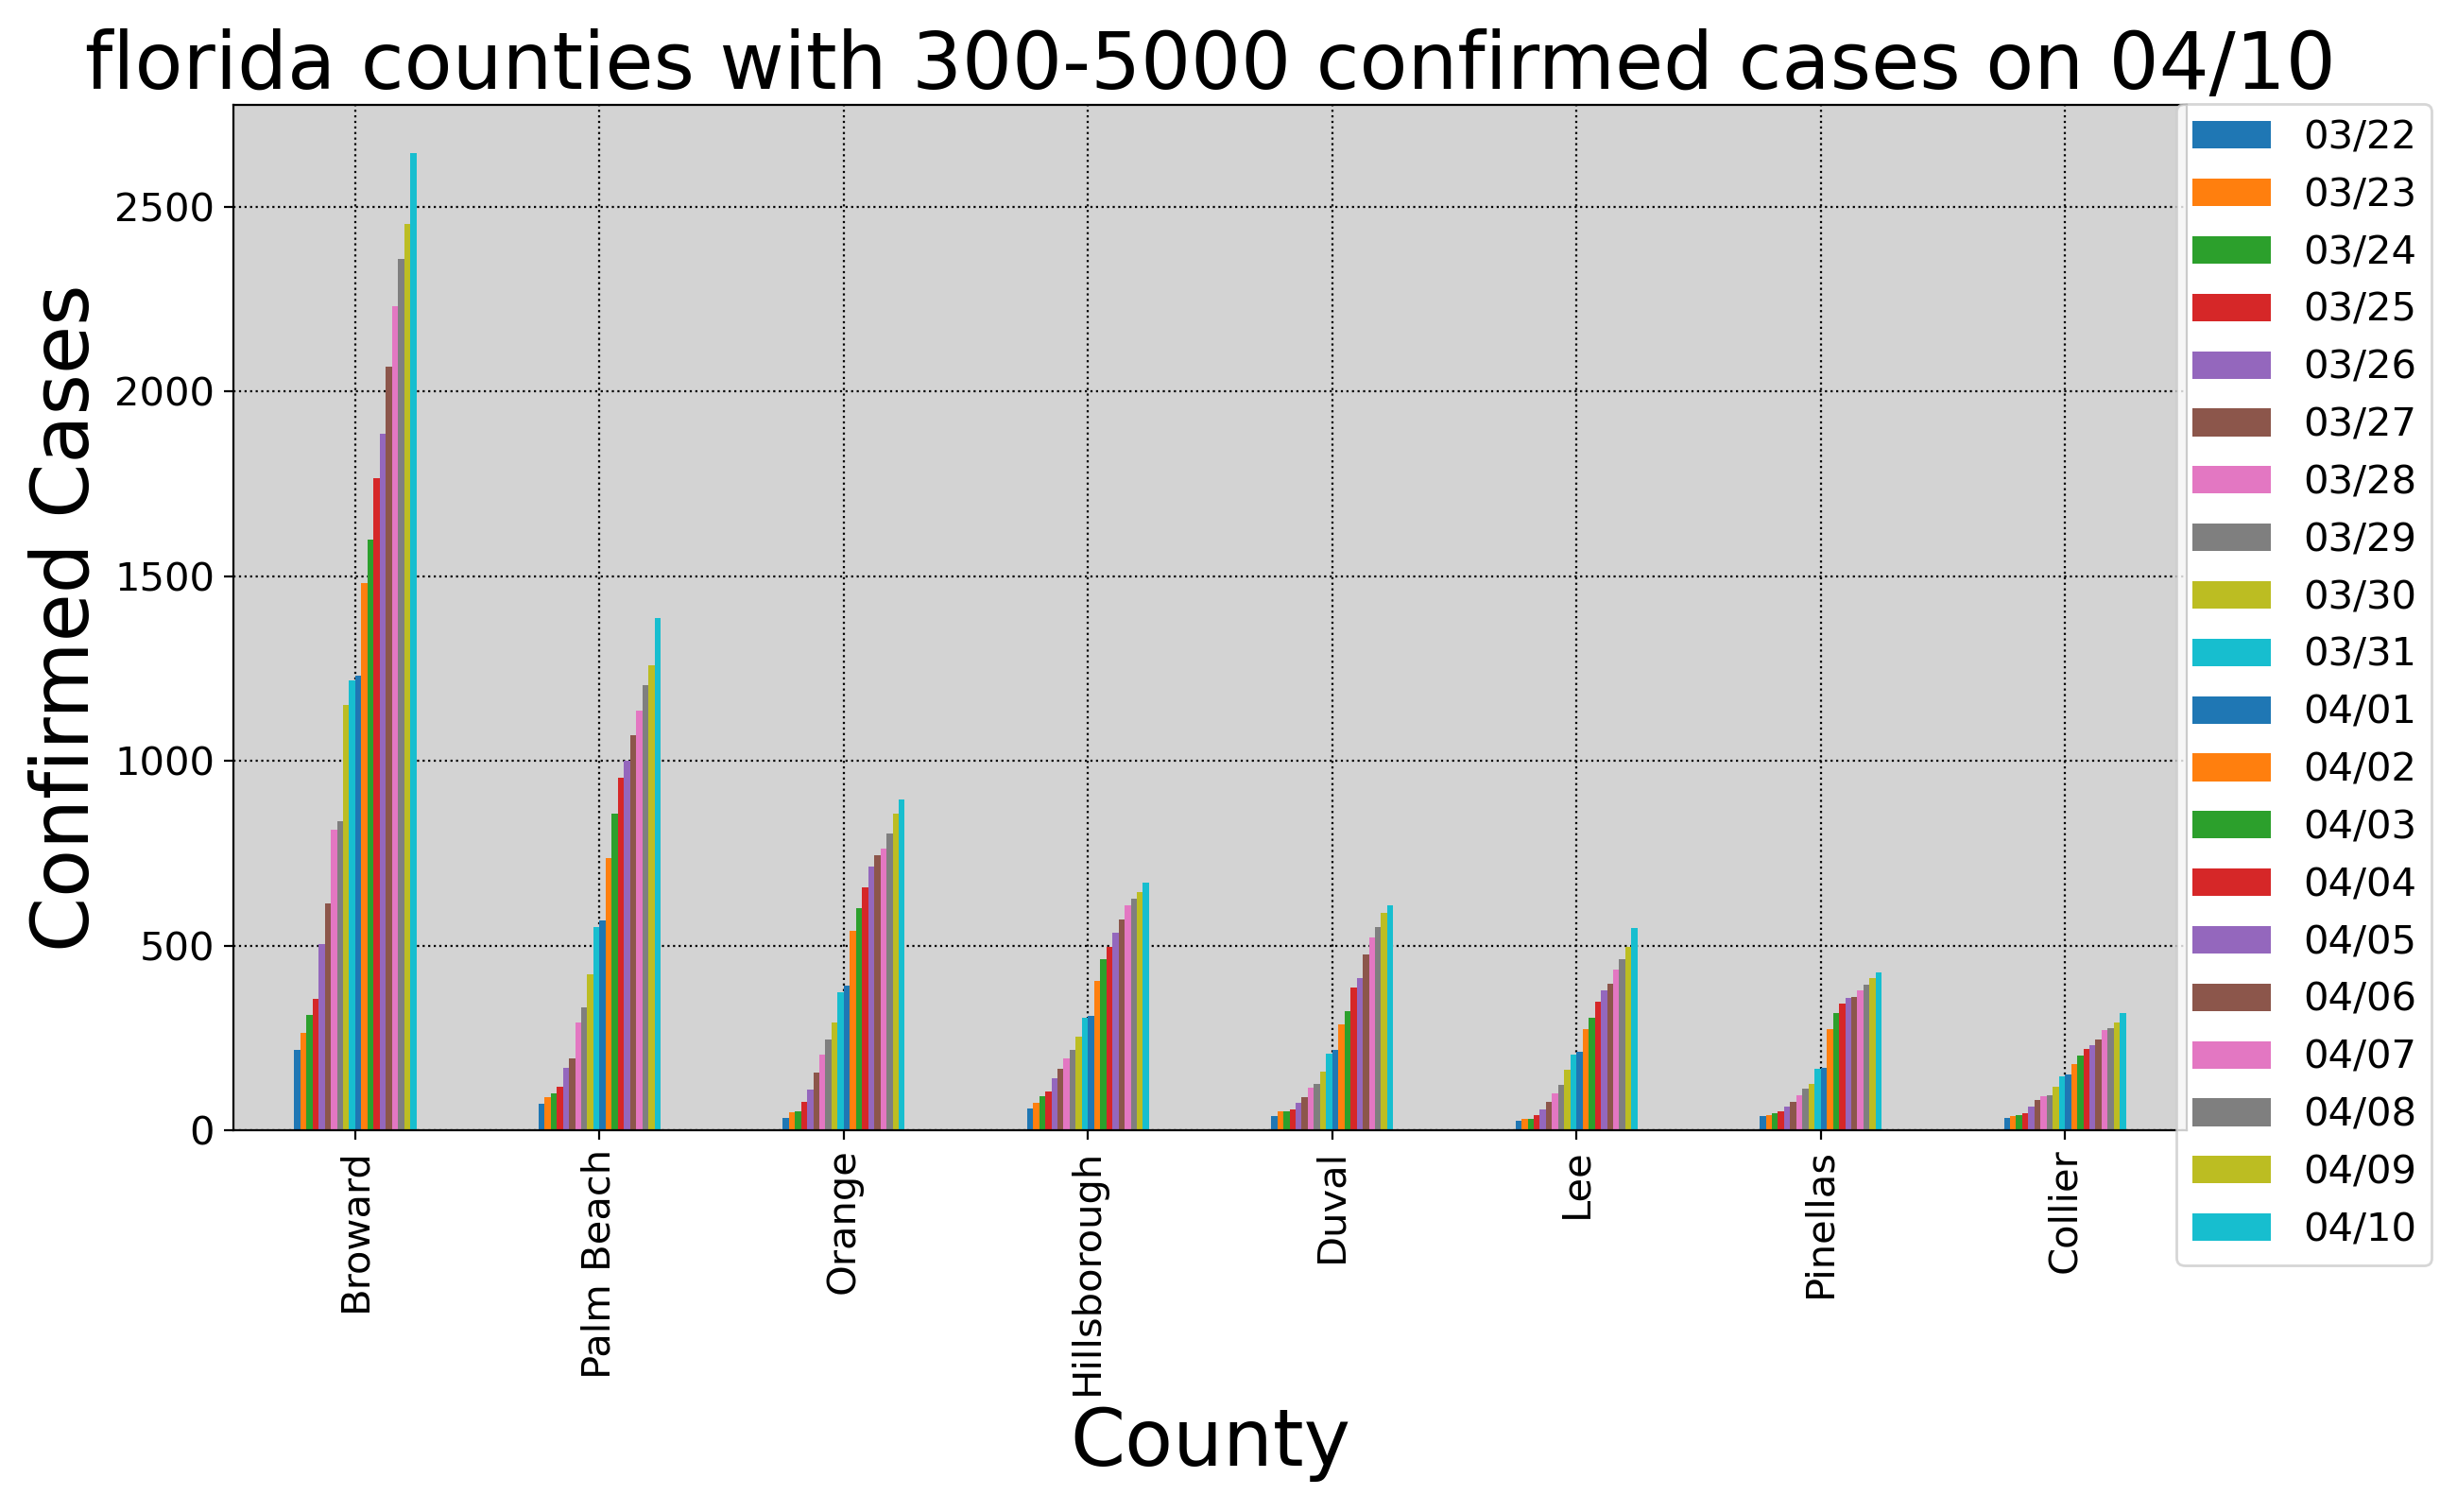 florida counties with 300-5000 confirmed cases on 04/10
Confirmed Cases
2500
2000
1500
1000
500
0
Broward
Palm Beach
Orange
Hillsborough
Duval
Lee
Pinellas
Collier
County
03/22
03/23
03/24
03/25
03/26
03/27
03/28
03/29
03/30
03/31
04/01
04/02
04/03
04/04
04/05
04/06
04/07
04/08
04/09
04/10